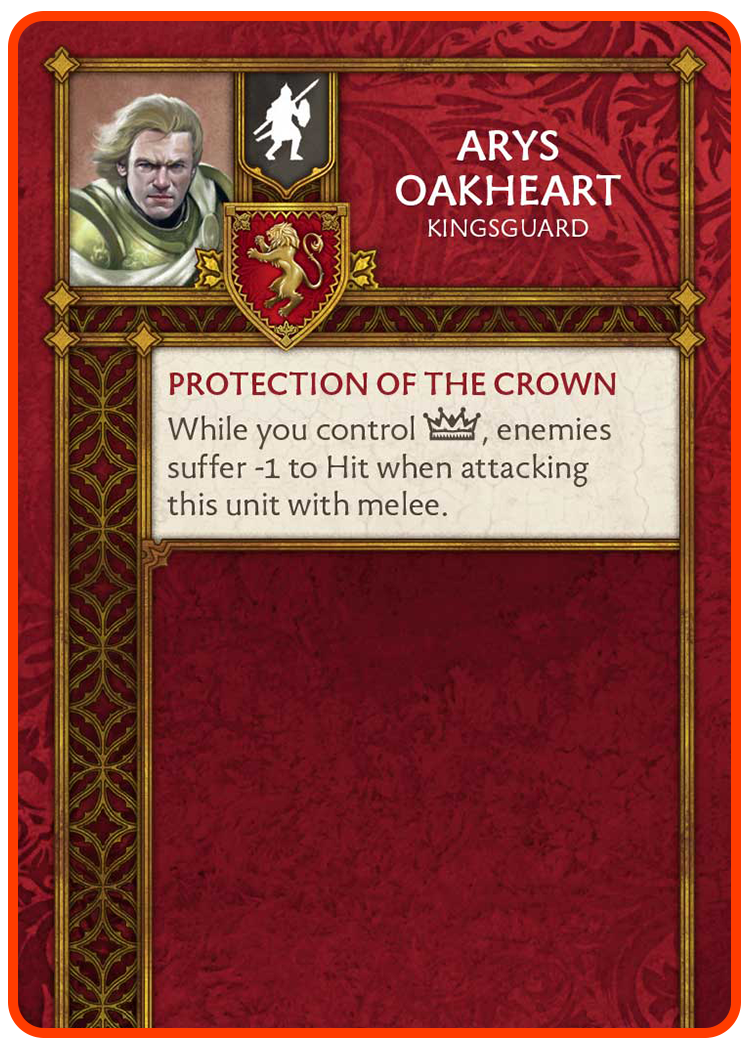 ARYS
OAKHEART
KINGSGUARD
PROTECTION OF THE CROWN
While you control , enemies
suffer -1 to Hit when attacking
this unit with melee.